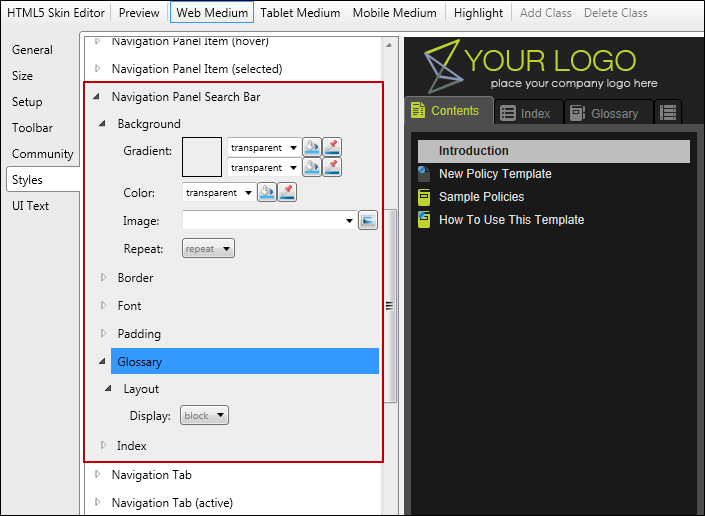 HTML5 Skin Editor Preview Web Medium Tablet Medium Mobile Medium Highlight Add Class Delete Class
General
Size
Setup
Toolbar
Community
Styles
UI Text
Navigation Panel Item (hover)
Navigation Panel Item (selected)
Navigation Panel Search Bar
Background
Gradient: transparent
transparent
Color: transparent
Image:
Repeat: repeat
Border
Font
Padding
Glossary
Layout
Display: block
Index
Navigation Tab
Navigation Tab (active)
YOUR LOGO
place your company logo here
Contents Index Glossary
Introduction
New Policy Template
Sample Policies
How To Use This Template